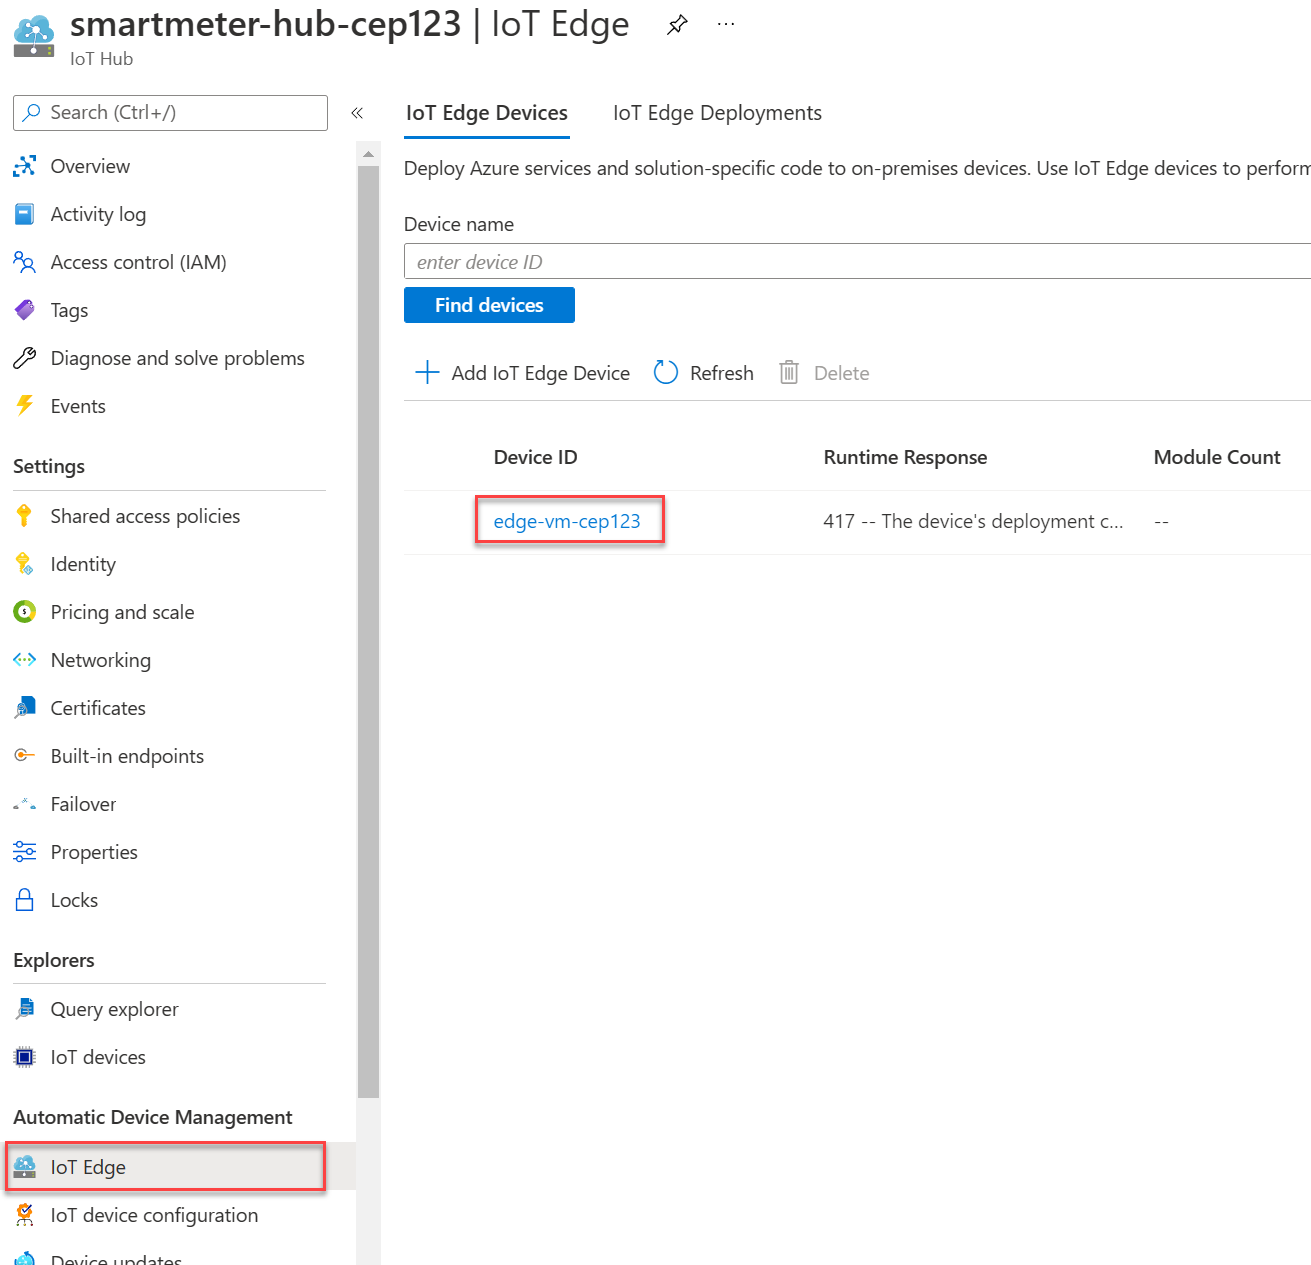 smartmeter-hub-cep123 | IoT Edge
IoT Hub
Search (Ctrl+/)
Overview
Activity log
Access control (IAM)
Tags
Diagnose and solve problems
Events
Settings
Shared access policies
Identity
Pricing and scale
Networking
Certificates
Built-in endpoints
Failover
Properties
Locks
Explorers
Query explorer
IoT devices
Automatic Device Management
IoT Edge
IoT device configuration
Device updates
IoT Edge Devices IoT Edge Deployments
Deploy Azure services and solution-specific code to on-premises devices. Use IoT Edge devices to perform
Device name
enter device ID
Find devices
Add IoT Edge Device Refresh Delete
Device ID Runtime Response Module Count
edge-vm-cep123 417 -- The device's deployment c... --